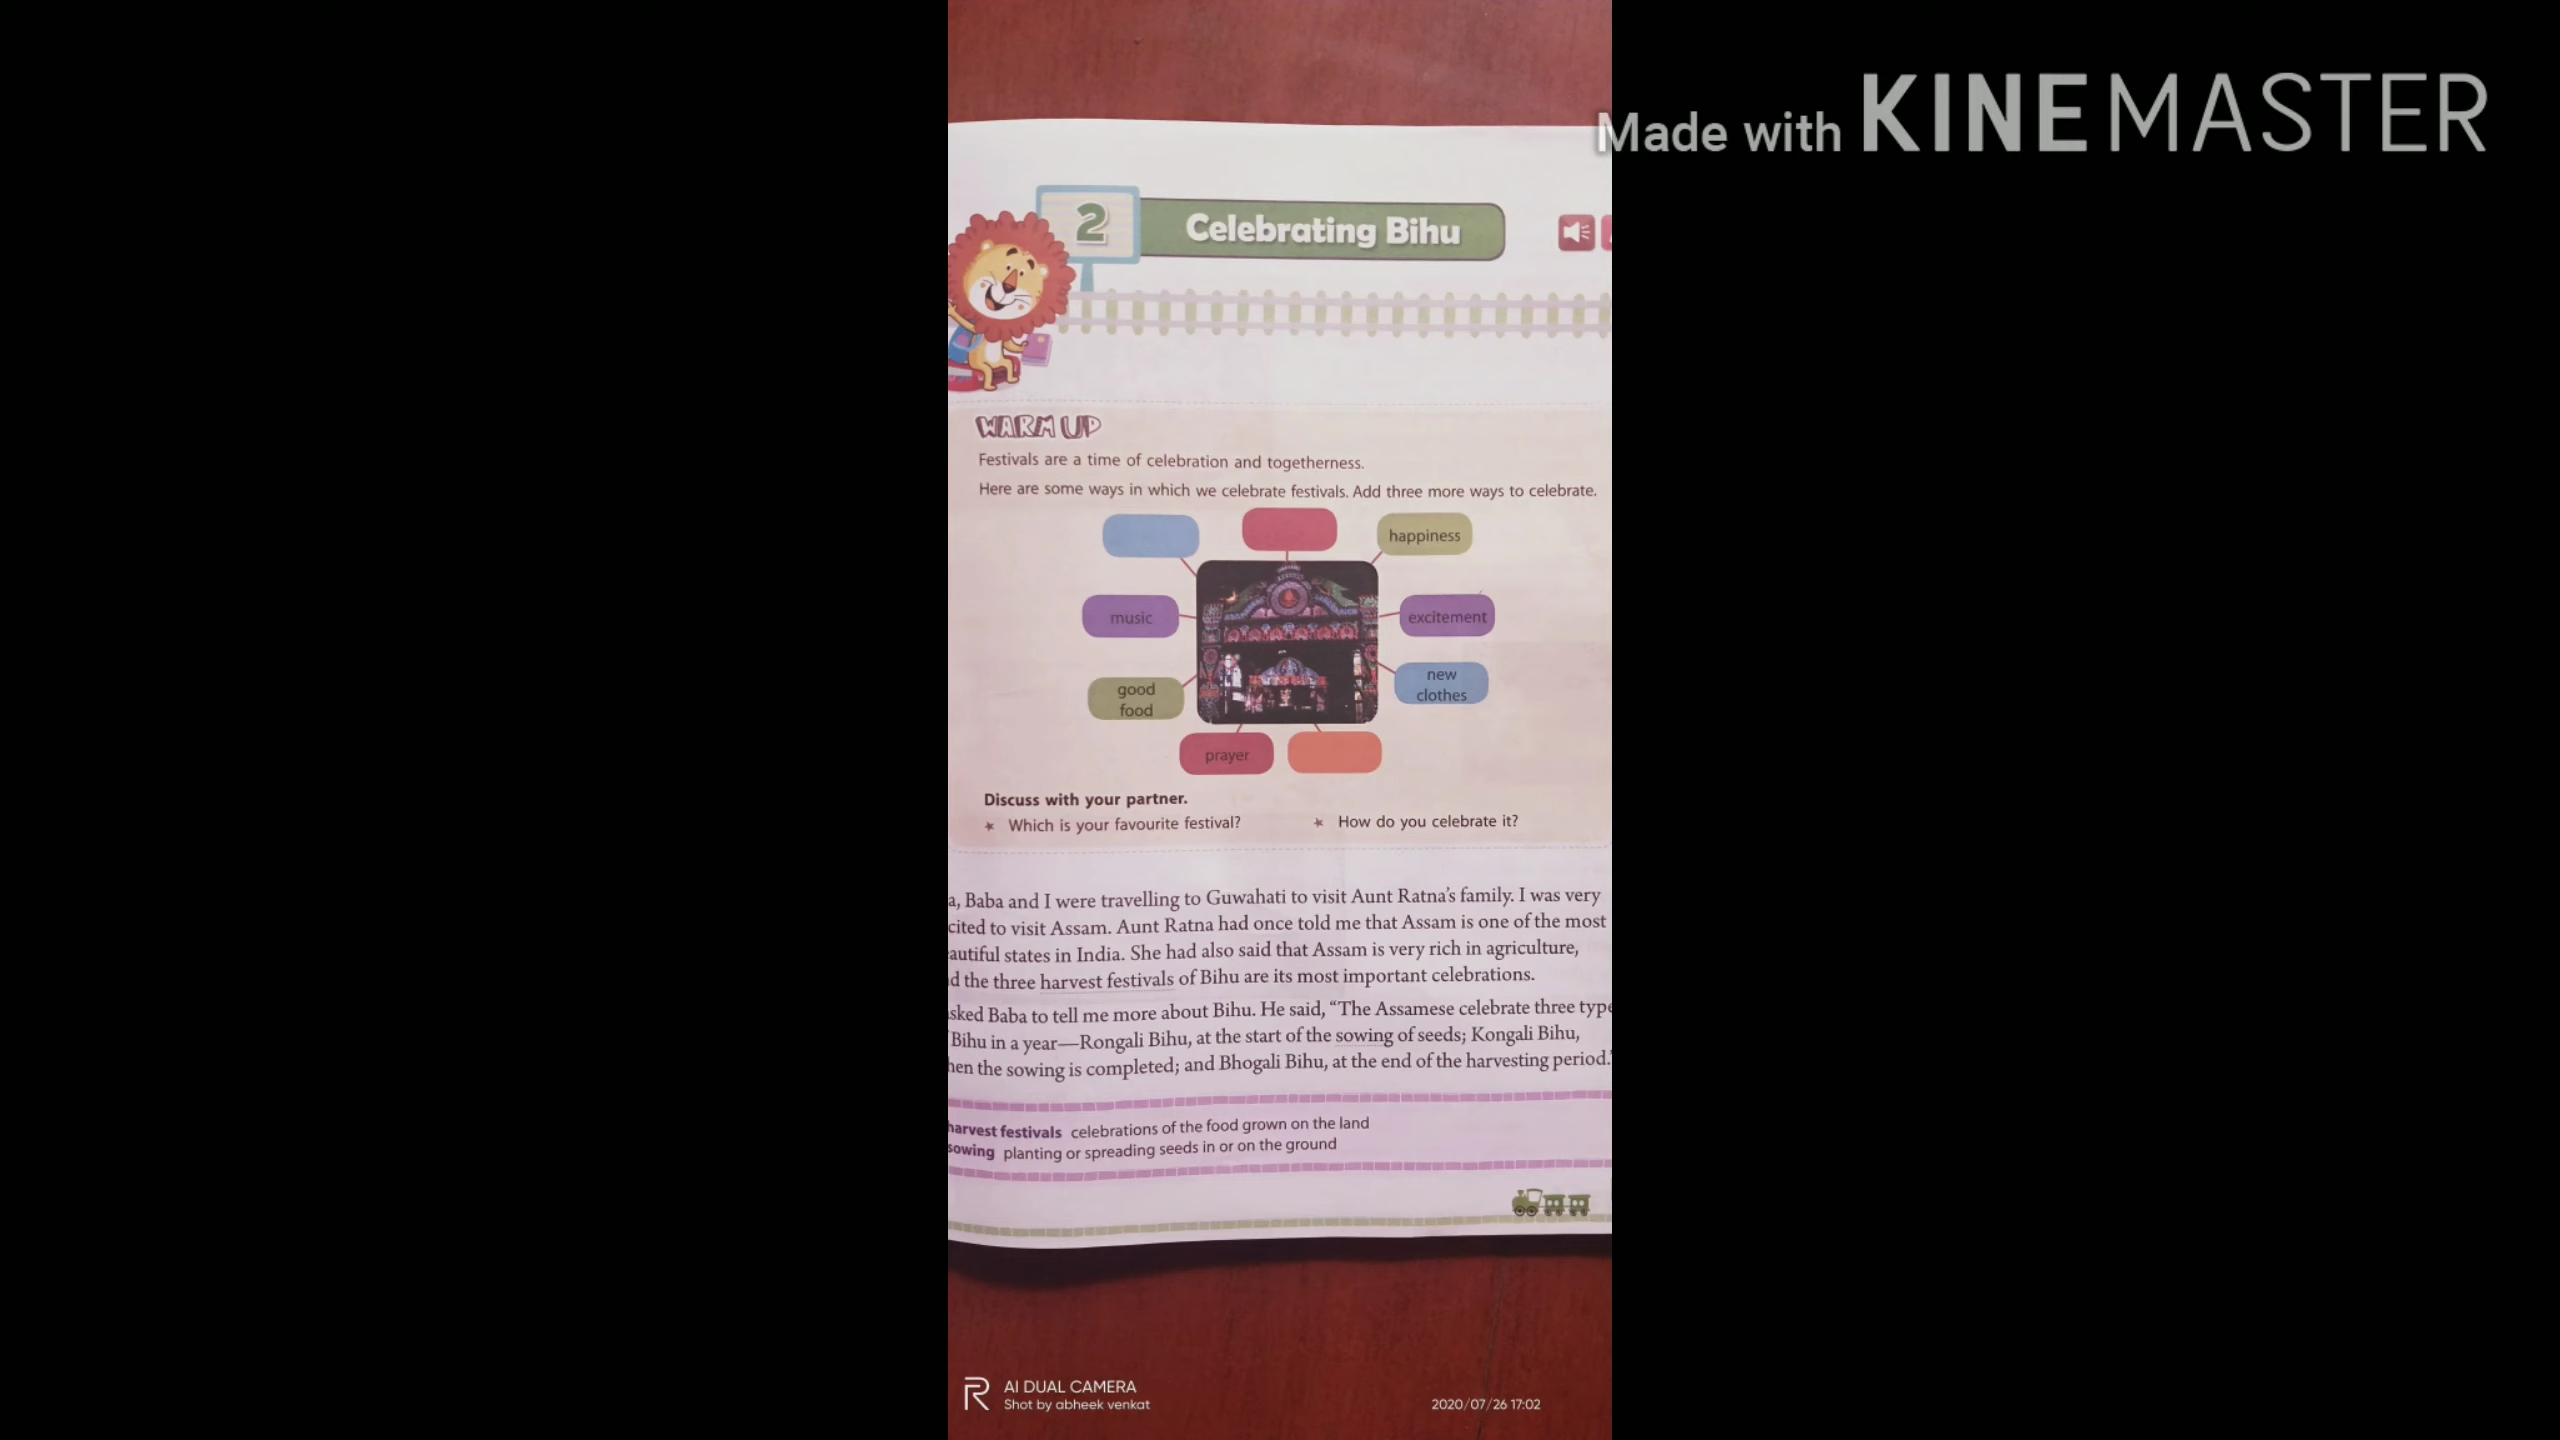 Made with KINEMASTER
2
Celebrating Bihu
WARM UP
Festivals are a time of celebration and togetherness.
Here are some ways in which we celebrate festivals. Add three more ways to celebrate.
happiness
music
excitement
good
food
new
clothes
prayer
Discuss with your partner.
★ Which is your favourite festival?
★ How do you celebrate it?
Baba and I were travelling to Guwahati to visit Aunt Ratna's family. I was very
to visit Assam. Aunt Ratna had once told me that Assam is one of the most
states in India. She had also said that Assam is very rich in agriculture,
the three harvest festivals of Bihu are its most important celebrations.
Baba to tell me more about Bihu. He said, “The Assamese celebrate three
Bihu in a year—Rongali Bihu, at the start of the sowing of seeds; Kongali Bihu,
the sowing is completed; and Bhogali Bihu, at the end of the harvesting period.”
harvest festivals celebrations of the food grown on the land
sowing planting or spreading seeds in or on the ground
R
AI DUAL CAMERA
Shot by abheek venkat
2020/07/26 17:02